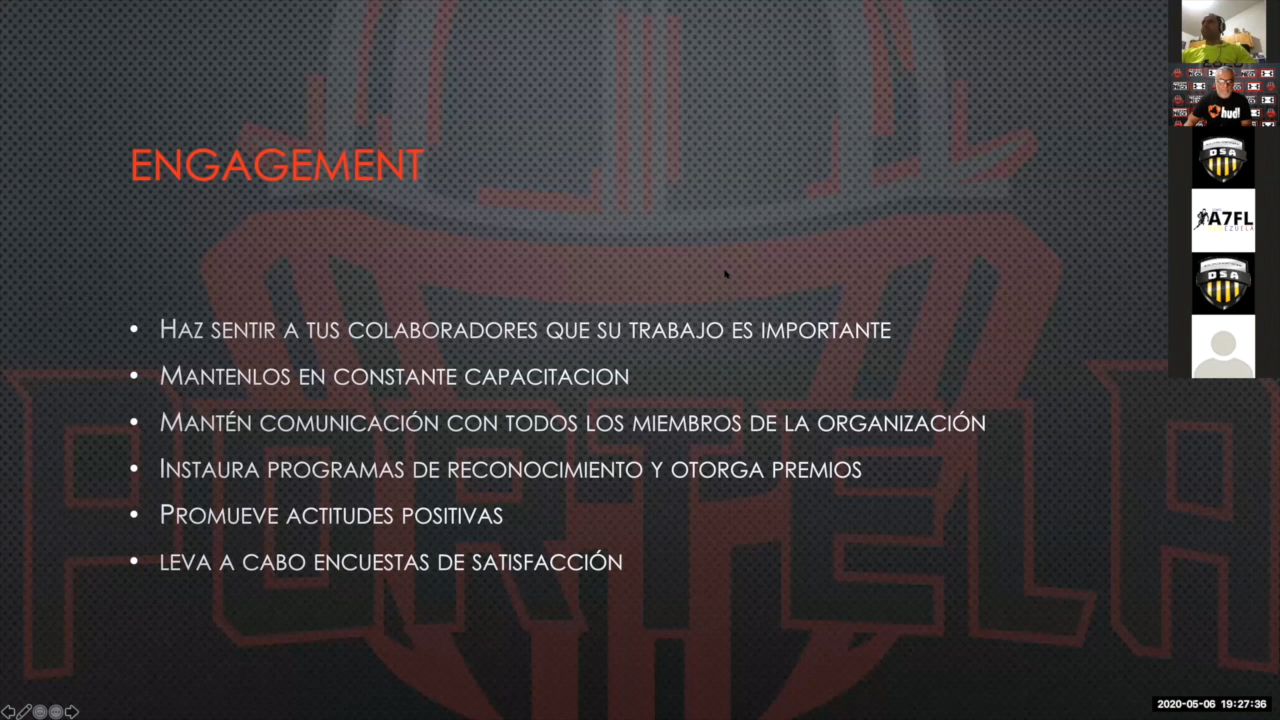 ENGAGEMENT
• HAZ SENTIR A TUS COLABORADORES QUE SU TRABAJO ES IMPORTANTE
• MANTENLOS EN CONSTANTE CAPACITACION
• MANTÉN COMUNICACIÓN CON TODOS LOS MIEMBROS DE LA ORGANIZACIÓN
• INSTAURA PROGRAMAS DE RECONOCIMIENTO Y OTORGA PREMIOS
• PROMUEVE ACTITUDES POSITIVAS
• LEVA A CABO ENCUESTAS DE SATISFACCIÓN
PORTELA
hudl
DSA
A7FL
DSA
2020-05-06 19:27:36